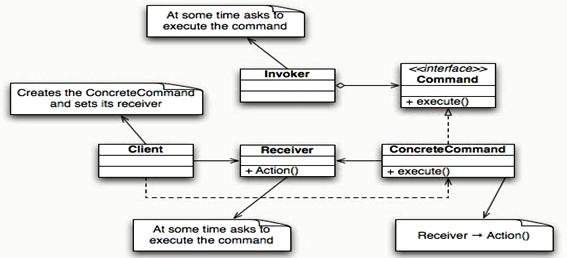 At some time asks to
execute the command
Invoker
<<interface>>
Command
+ execute()
Creates the ConcreteCommand
and sets its receiver
Client
Receiver
+ Action()
ConcreteCommand
+ execute()
At some time asks to
execute the command
Receiver → Action()